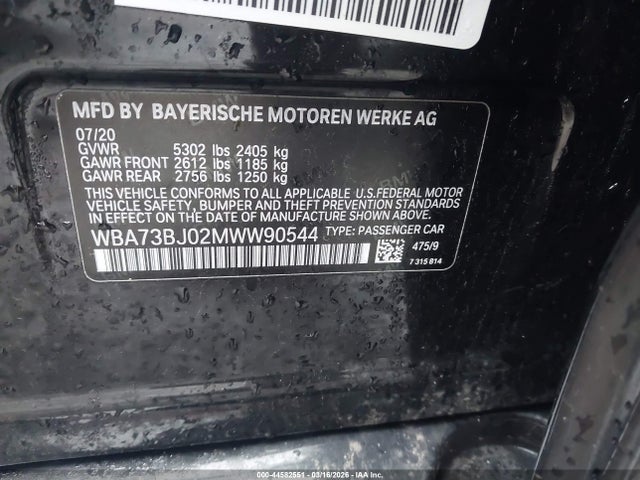 MFD BY BAYERISCHE MOTOREN WERKE AG
07/20
GVWR 5302 lbs 2405 kg
GAWR FRONT 2612 lbs 1185 kg
GAWR REAR 2756 lbs 1250 kg
THIS VEHICLE CONFORMS TO ALL APPLICABLE U.S.FEDERAL MOTOR
VEHICLE SAFETY, BUMPER AND THEFT PREVENTION STANDARDS
IN EFFECT ON THE DATE OF MANUFACTURE SHOWN ABOVE.
WBA73BJ02MWW90544 TYPE: PASSENGER CAR
475/9
7 315 814
000-44582551 - 03/16/2026 - IAAI, Inc. - Copyright